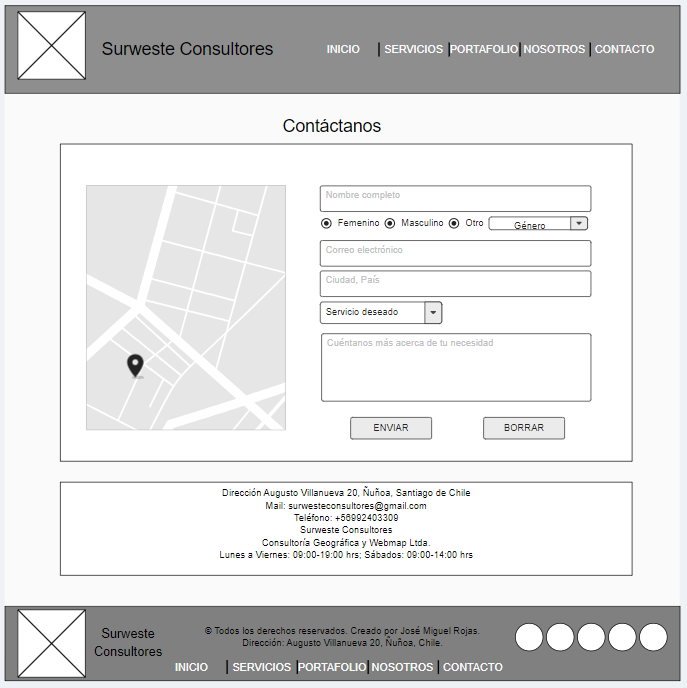 Surweste Consultores
INICIO | SERVICIOS | PORTAFOLIO | NOSOTROS | CONTACTO
Contáctanos
Nombre completo
Femenino Masculino Otro Género
Correo electrónico
Ciudad, País
Servicio deseado
Cuéntanos más acerca de tu necesidad
ENVIAR BORRAR
Dirección Augusto Villanueva 20, Ñuñoa, Santiago de Chile
Mail: surwesteconsultores@gmail.com
Teléfono: +56992403309
Surweste Consultores
Consultoría Geográfica y Webmap Ltda.
Lunes a Viernes: 09:00-19:00 hrs; Sábados: 09:00-14:00 hrs
Surweste
Consultores
© Todos los derechos reservados. Creado por José Miguel Rojas.
Dirección: Augusto Villanueva 20, Ñuñoa, Chile.
INICIO | SERVICIOS | PORTAFOLIO | NOSOTROS | CONTACTO